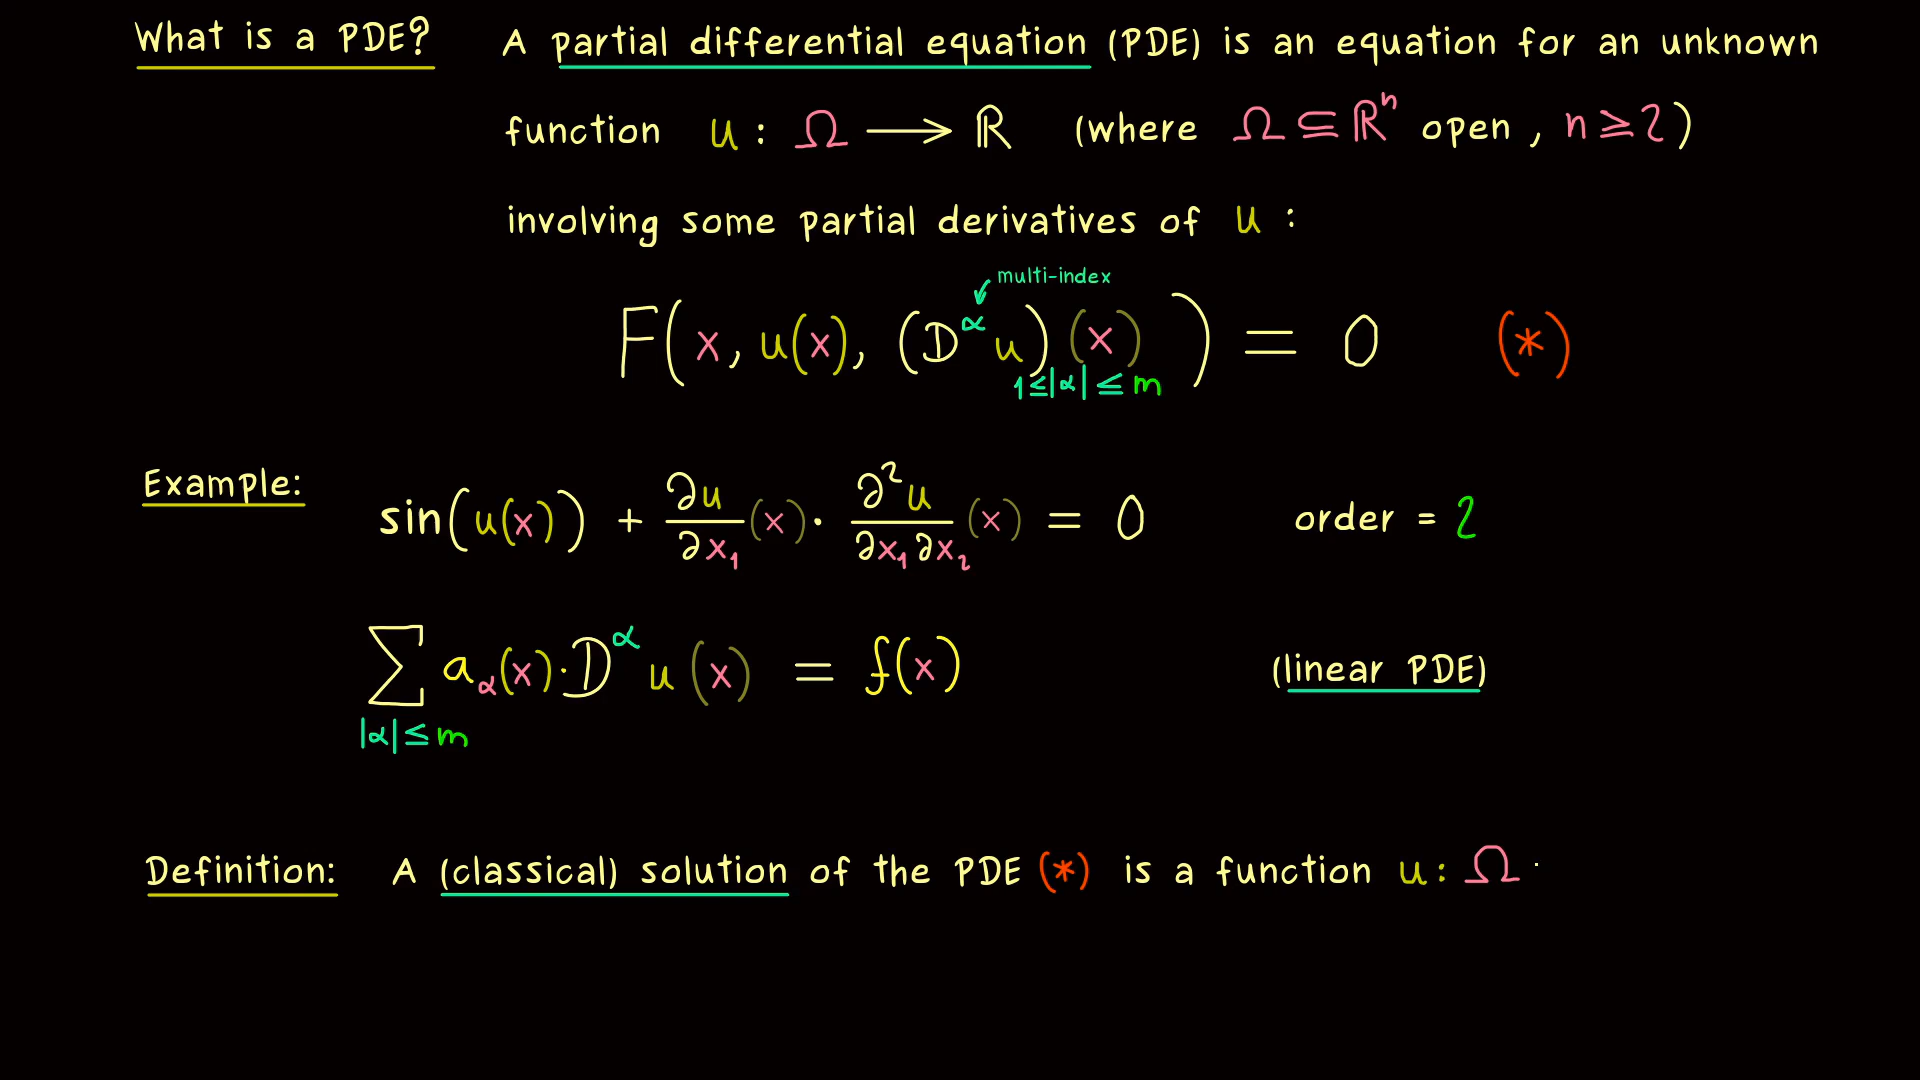 What is a PDE? A partial differential equation (PDE) is an equation for an unknown
function u: Ω ⟶ ℝ (where Ω ⊆ ℝⁿ open, n ≥ 2)
involving some partial derivatives of u:
multi-index
F(x, u(x), (D^α u)(x)_{1≤|α|≤m}) = 0 (*)
Example: sin(u(x)) + ∂u/∂x₁ (x) · ∂²u/∂x₁∂x₂ (x) = 0 order = 2
∑_{|α|≤m} a_α(x) · D^α u(x) = f(x) (linear PDE)
Definition: A (classical) solution of the PDE (*) is a function u: Ω